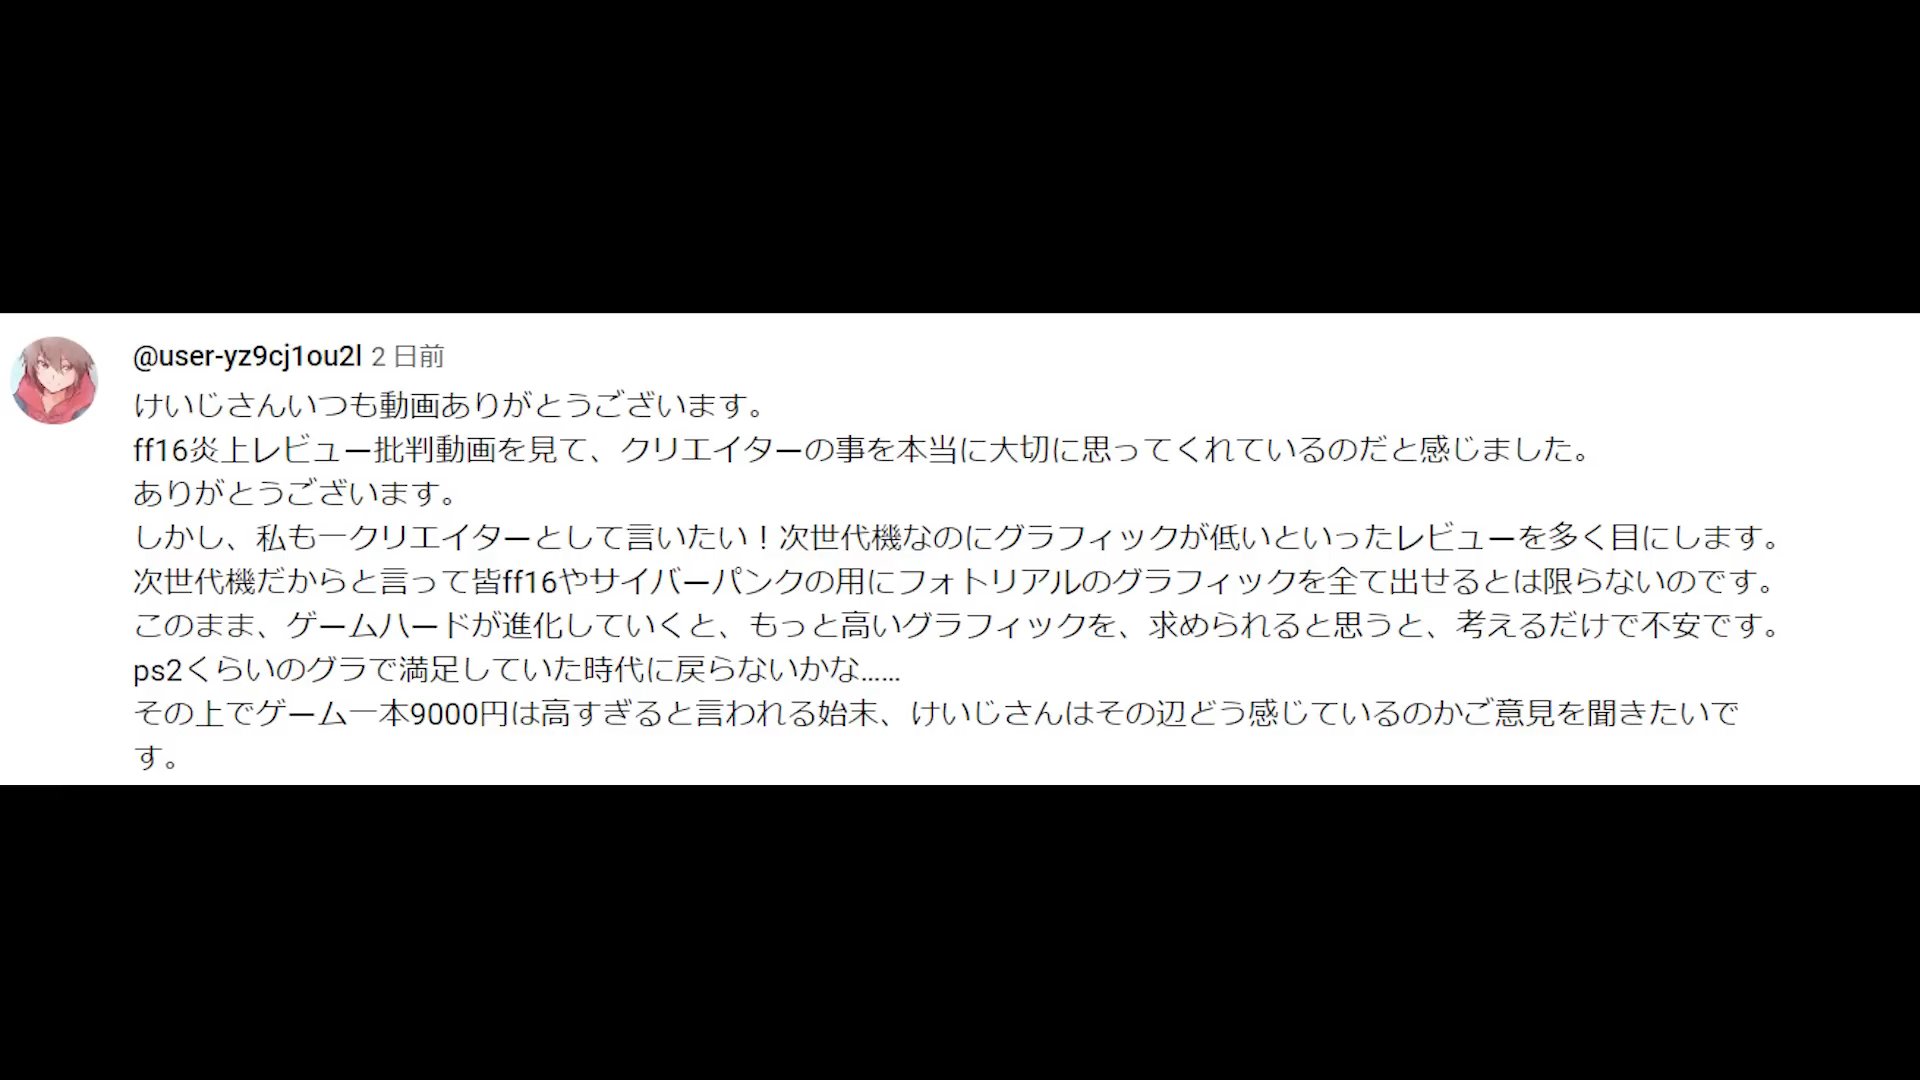 @user-yz9cj1ou2l 2 日前
けいじさんいつも動画ありがとうございます。
ff16炎上レビュー批判動画を見て、クリエイターの事を本当に大切に思ってくれているのだと感じました。
ありがとうございます。
しかし、私も一クリエイターとして言いたい！次世代機なのにグラフィックが低いといったレビューを多く目にします。
次世代機だからと言って皆ff16やサイバーパンクの用にフォトリアルのグラフィックを全て出せるとは限らないのです。
このまま、ゲームハードが進化していくと、もっと高いグラフィックを、求められると思うと、考えるだけで不安です。
ps2くらいのグラで満足していた時代に戻らないかな......
その上でゲーム一本9000円は高すぎると言われる始末、けいじさんはその辺どう感じているのかご意見を聞きたいで
す。